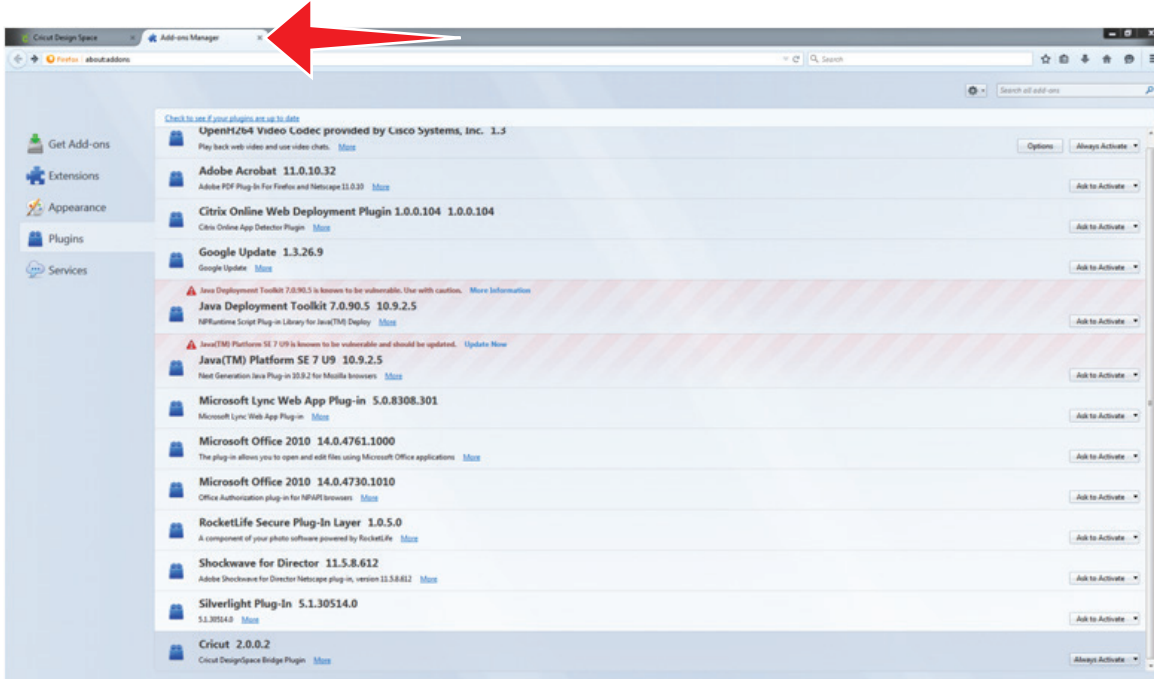 Cricut Design Space
Add-ons Manager
Firefox about:addons
Search
Search all add-ons
Check to see if your plugins are up to date
Get Add-ons
Extensions
Appearance
Plugins
Services
OpenH264 Video Codec provided by Cisco Systems, Inc. 1.3
Play back web video and use video chats. More
Options Always Activate
Adobe Acrobat 11.0.10.32
Adobe PDF Plug-In For Firefox and Netscape 11.0.10 More
Ask to Activate
Citrix Online Web Deployment Plugin 1.0.0.104 1.0.0.104
Citrix Online App Detector Plugin More
Ask to Activate
Google Update 1.3.26.9
Google Update More
Ask to Activate
Java Deployment Toolkit 7.0.90.5 is known to be vulnerable. Use with caution. More Information
Java Deployment Toolkit 7.0.90.5 10.9.2.5
NPRuntime Script Plug-in Library for Java(TM) Deploy More
Ask to Activate
Java(TM) Platform SE 7 U9 is known to be vulnerable and should be updated. Update Now
Java(TM) Platform SE 7 U9 10.9.2.5
Next Generation Java Plug-in 10.9.2 for Mozilla browsers More
Ask to Activate
Microsoft Lync Web App Plug-in 5.0.8308.301
Microsoft Lync Web App Plug-in More
Ask to Activate
Microsoft Office 2010 14.0.4761.1000
The plug-in allows you to open and edit files using Microsoft Office applications More
Ask to Activate
Microsoft Office 2010 14.0.4730.1010
Office Authorization plug-in for NPAPI browsers More
Ask to Activate
RocketLife Secure Plug-In Layer 1.0.5.0
A component of your photo software powered by RocketLife More
Ask to Activate
Shockwave for Director 11.5.8.612
Adobe Shockwave for Director Netscape plug-in, version 11.5.8.612 More
Ask to Activate
Silverlight Plug-In 5.1.30514.0
5.1.30514.0 More
Ask to Activate
Cricut 2.0.0.2
Cricut DesignSpace Bridge Plugin More
Always Activate